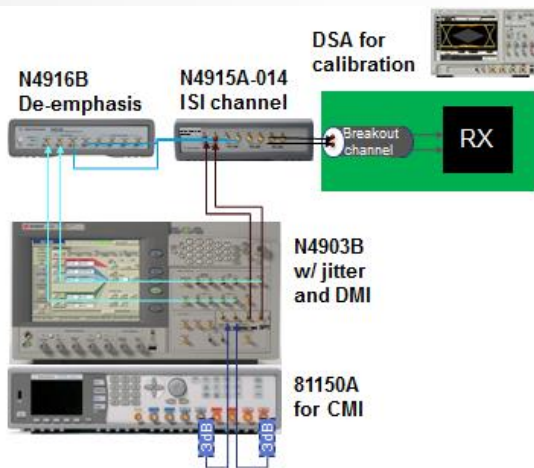 DSA for
calibration
N4916B
De-emphasis
N4915A-014
ISI channel
Breakout
channel
RX
N4903B
w/ jitter
and DMI
81150A
for CMI
3dB
3dB